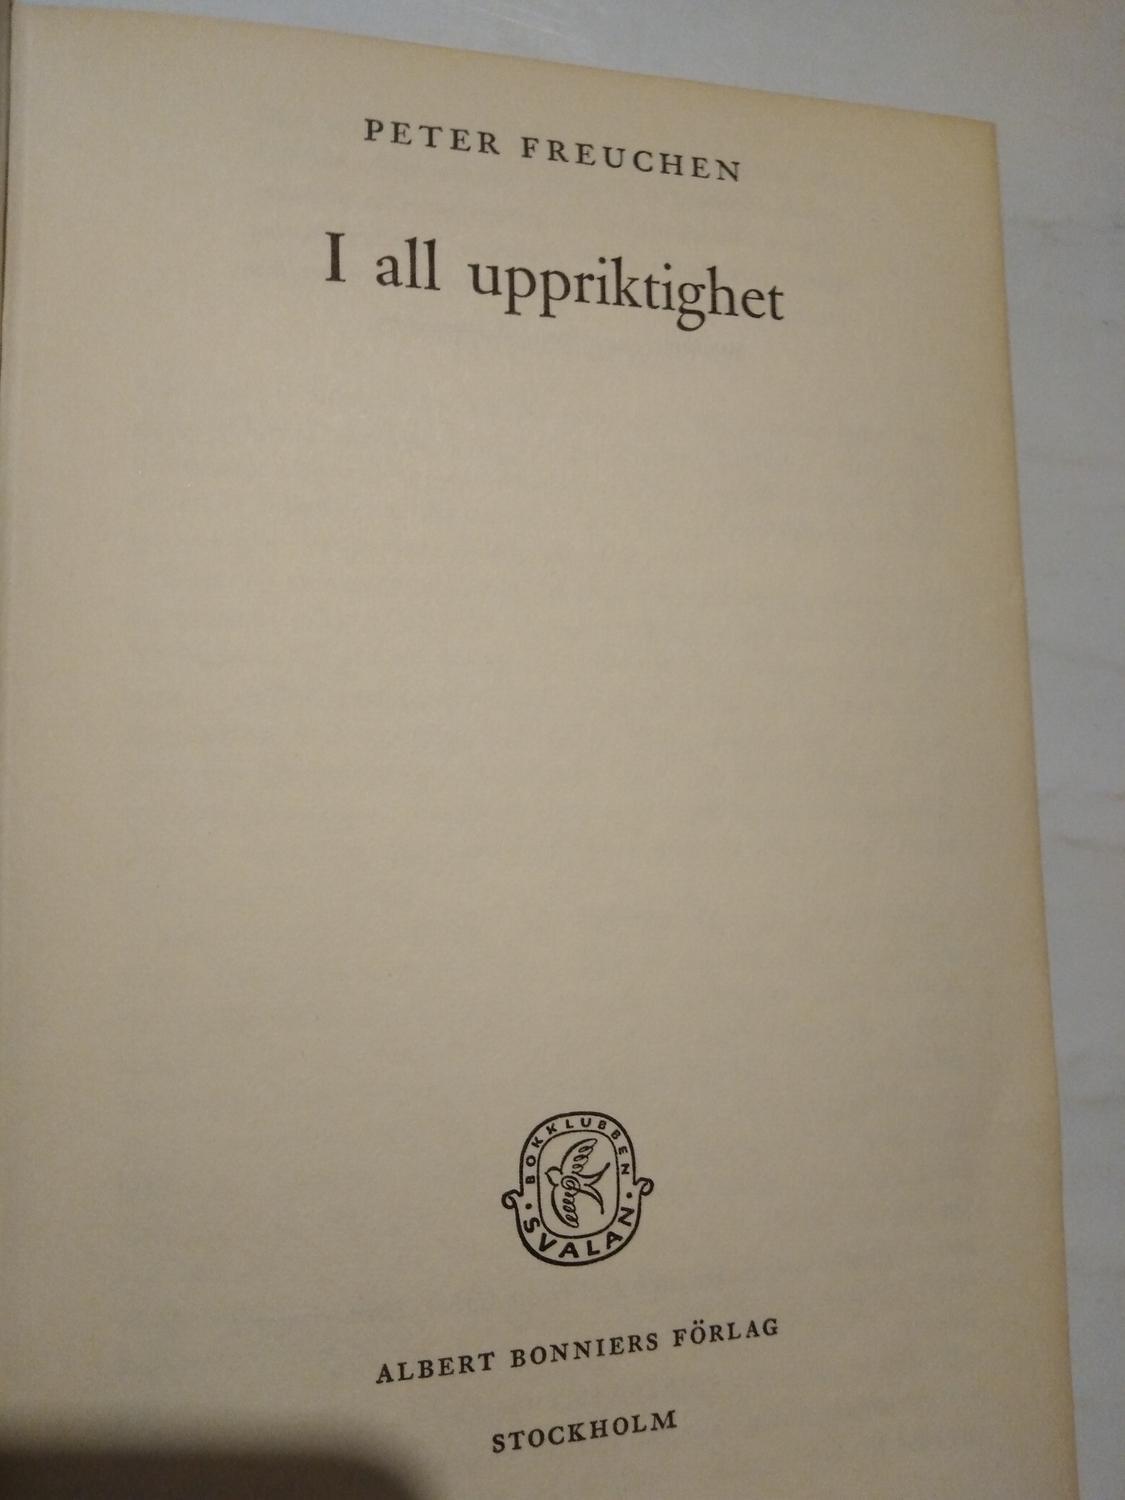 PETER FREUCHEN
I all uppriktighet
BOKKLUBBEN
SVALAN
ALBERT BONNIERS FÖRLAG
STOCKHOLM